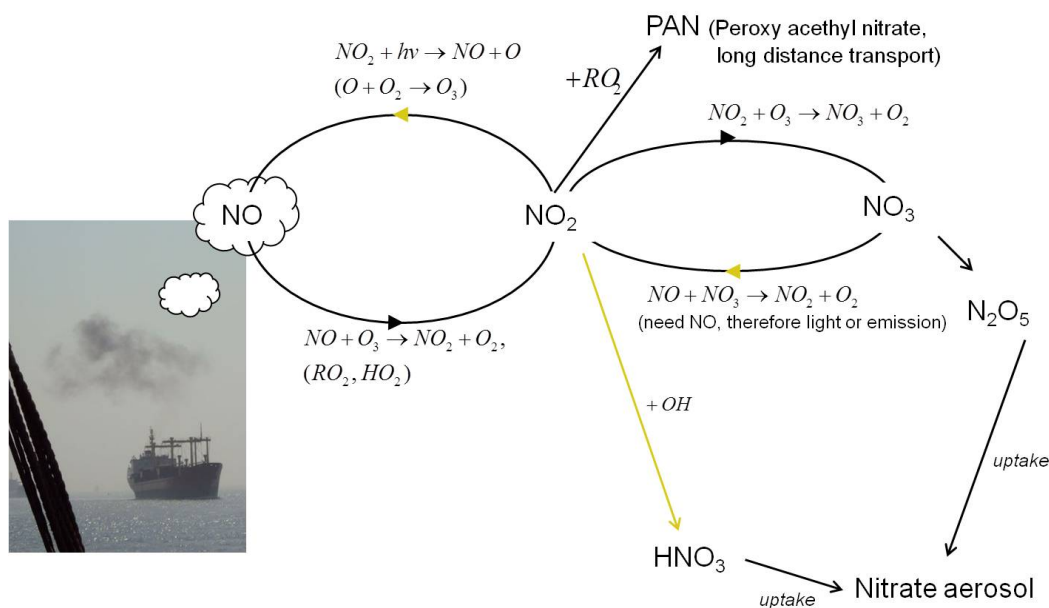 PAN (Peroxy acethyl nitrate,
long distance transport)
NO₂ + hν → NO + O
(O + O₂ → O₃)
+RO₂
NO₂ + O₃ → NO₃ + O₂
NO
NO₂
NO₃
NO + NO₃ → NO₂ + O₂
(need NO, therefore light or emission)
N₂O₅
NO + O₃ → NO₂ + O₂,
(RO₂, HO₂)
+ OH
uptake
HNO₃
uptake
Nitrate aerosol